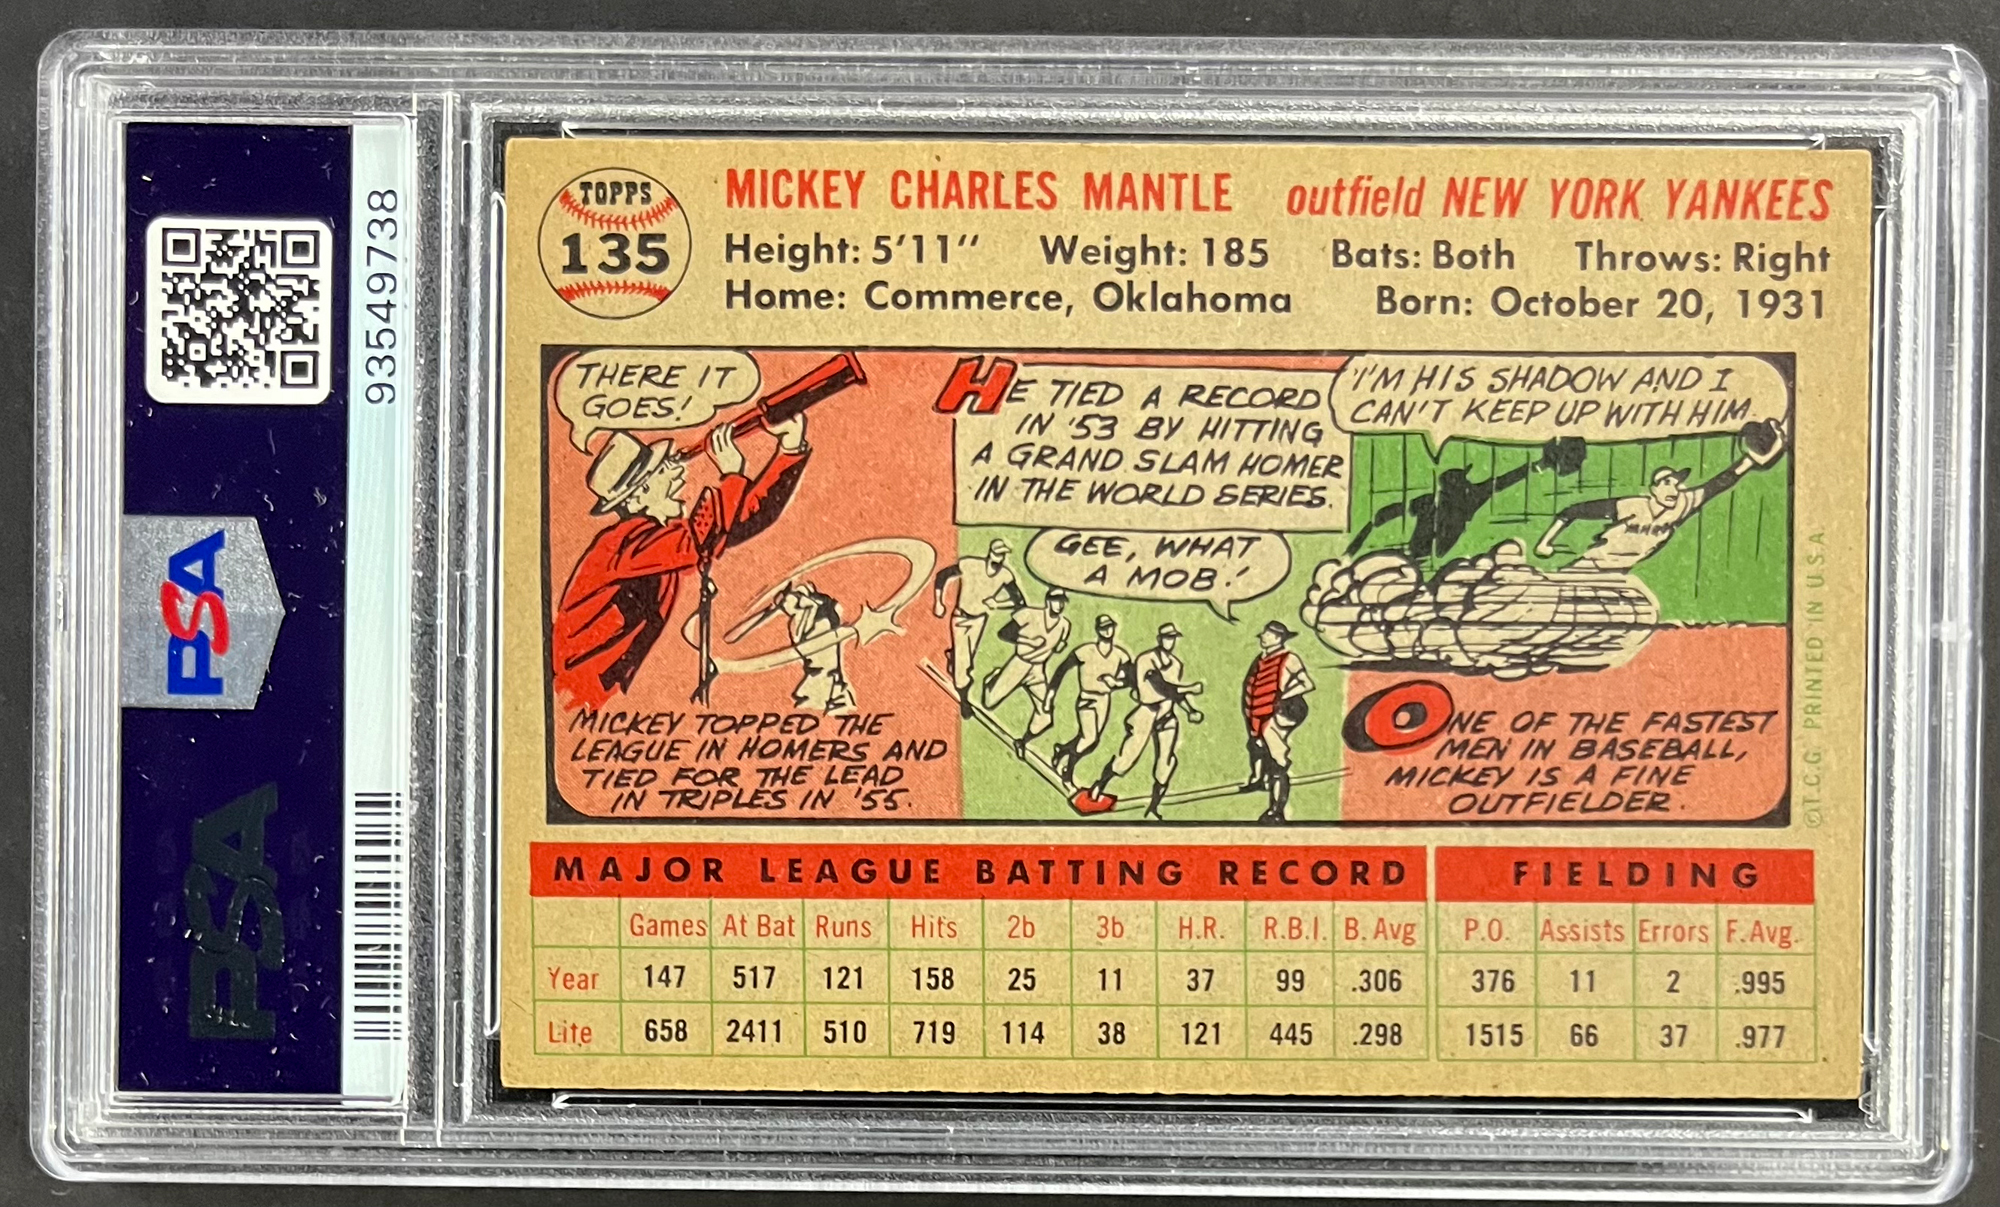 PSA
93549738
PSA
TOPPS
135
MICKEY CHARLES MANTLE outfield NEW YORK YANKEES
Height: 5'11" Weight: 185 Bats: Both Throws: Right
Home: Commerce, Oklahoma Born: October 20, 1931
THERE IT
GOES!
MICKEY TOPPED THE
LEAGUE IN HOMERS AND
TIED FOR THE LEAD
IN TRIPLES IN '55.
HE TIED A RECORD
IN '53 BY HITTING
A GRAND SLAM HOMER
IN THE WORLD SERIES.
GEE, WHAT
A MOB!
I'M HIS SHADOW AND I
CAN'T KEEP UP WITH HIM.
ONE OF THE FASTEST
MEN IN BASEBALL,
MICKEY IS A FINE
OUTFIELDER.
©T.C.G. PRINTED IN U.S.A.
MAJOR LEAGUE BATTING RECORD FIELDING
Games At Bat Runs Hits 2b 3b H.R. R.B.I. B. Avg P.O. Assists Errors F. Avg.
Year 147 517 121 158 25 11 37 99 .306 376 11 2 .995
Life 658 2411 510 719 114 38 121 445 .298 1515 66 37 .977